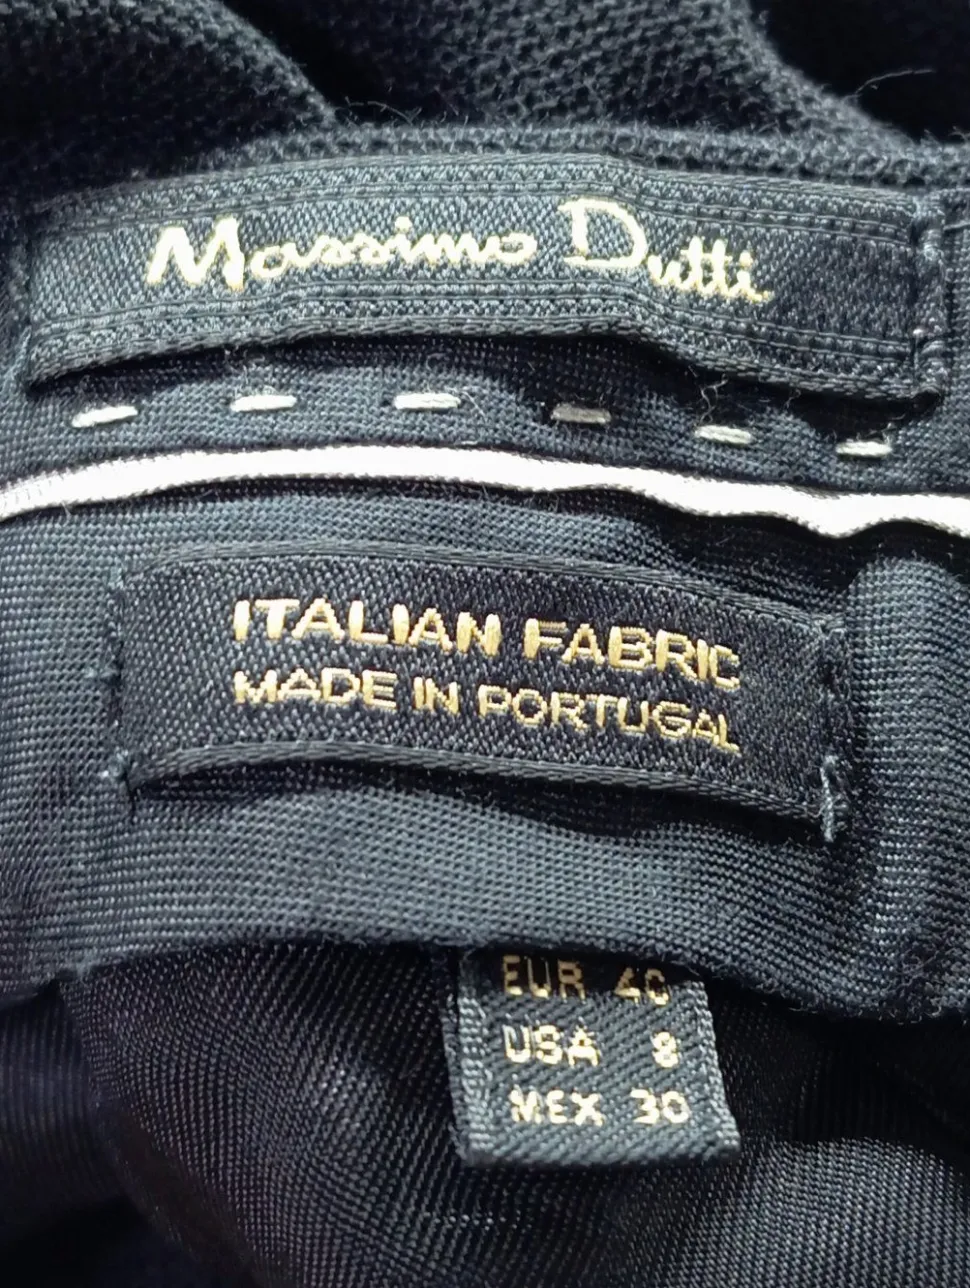 Massimo Dutti
ITALIAN FABRIC
MADE IN PORTUGAL
EUR 40
USA 8
MEX 30